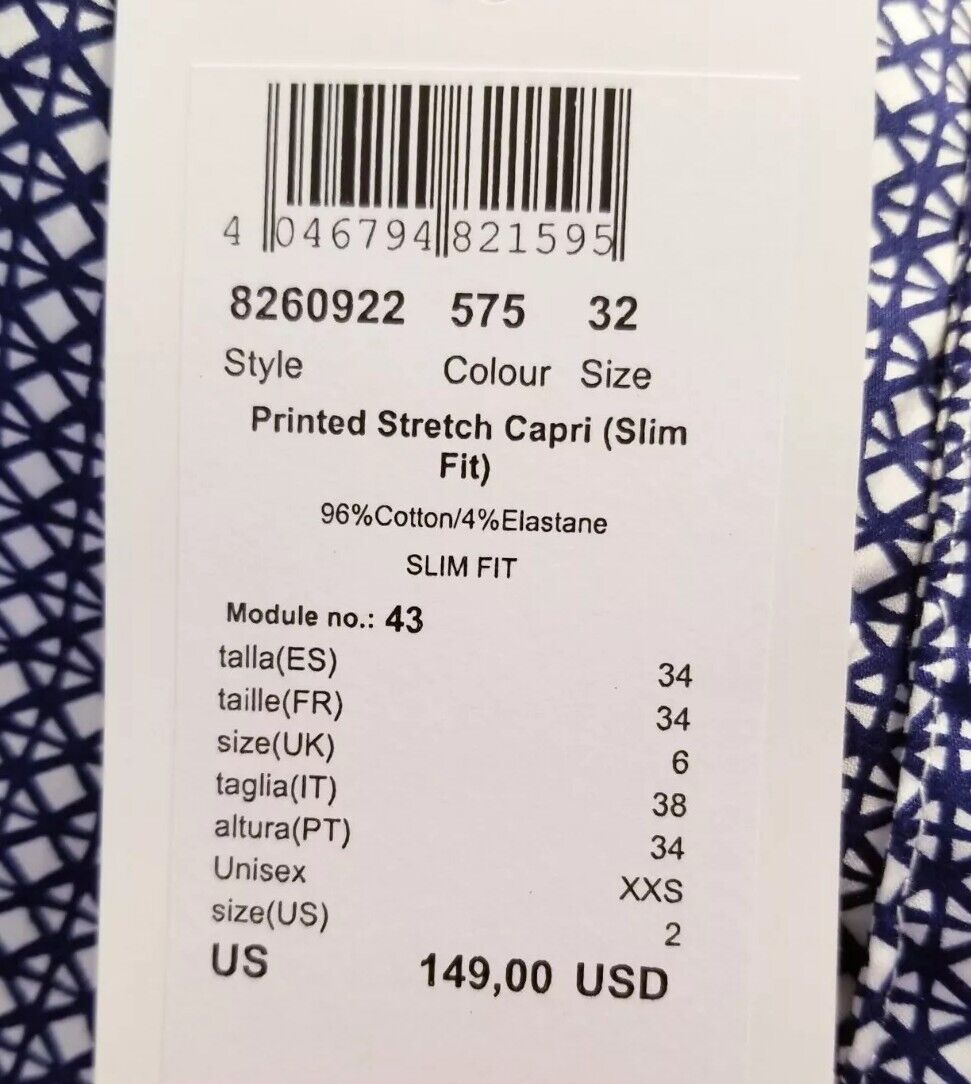 4 046794 821595
8260922 575 32
Style Colour Size
Printed Stretch Capri (Slim
Fit)
96%Cotton/4%Elastane
SLIM FIT
Module no.: 43
talla(ES) 34
taille(FR) 34
size(UK) 6
taglia(IT) 38
altura(PT) 34
Unisex XXS
size(US) 2
US 149,00 USD